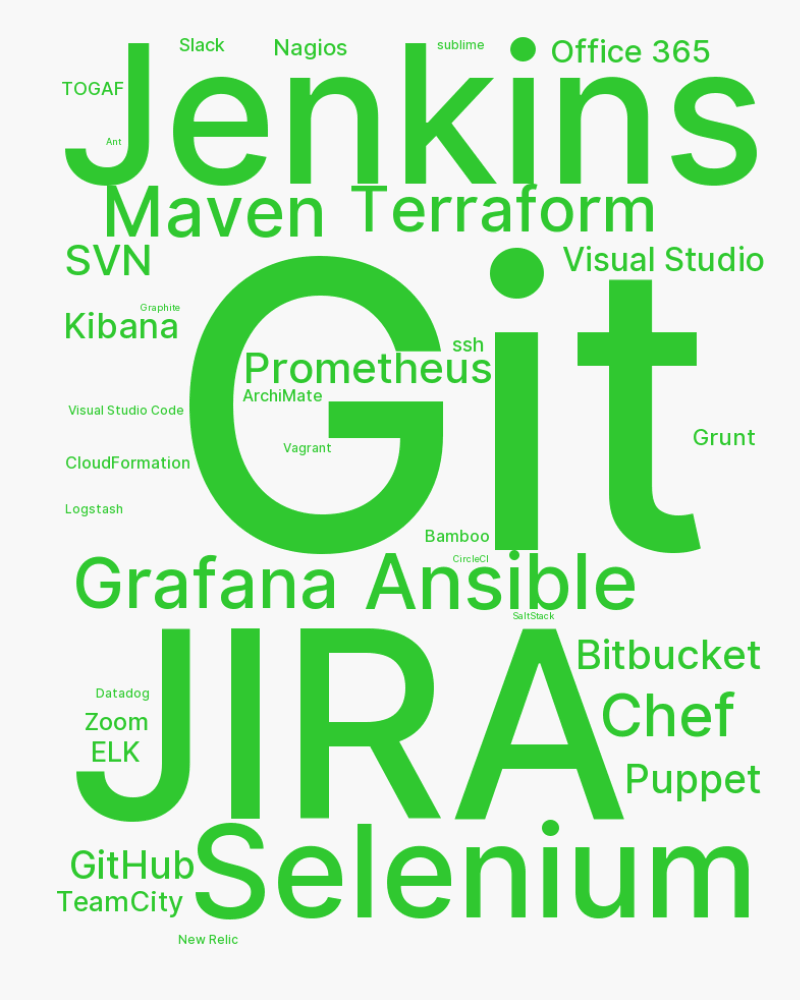 Slack
Nagios
sublime
Office 365
Jenkins
TOGAF
Ant
Maven
Terraform
SVN
Visual Studio
Git
Graphite
Kibana
ssh
Prometheus
ArchiMate
Visual Studio Code
Grunt
Vagrant
CloudFormation
Logstash
Bamboo
CircleCI
Grafana
Ansible
SaltStack
JIRA
Bitbucket
Datadog
Chef
Zoom
ELK
Puppet
Selenium
GitHub
TeamCity
New Relic